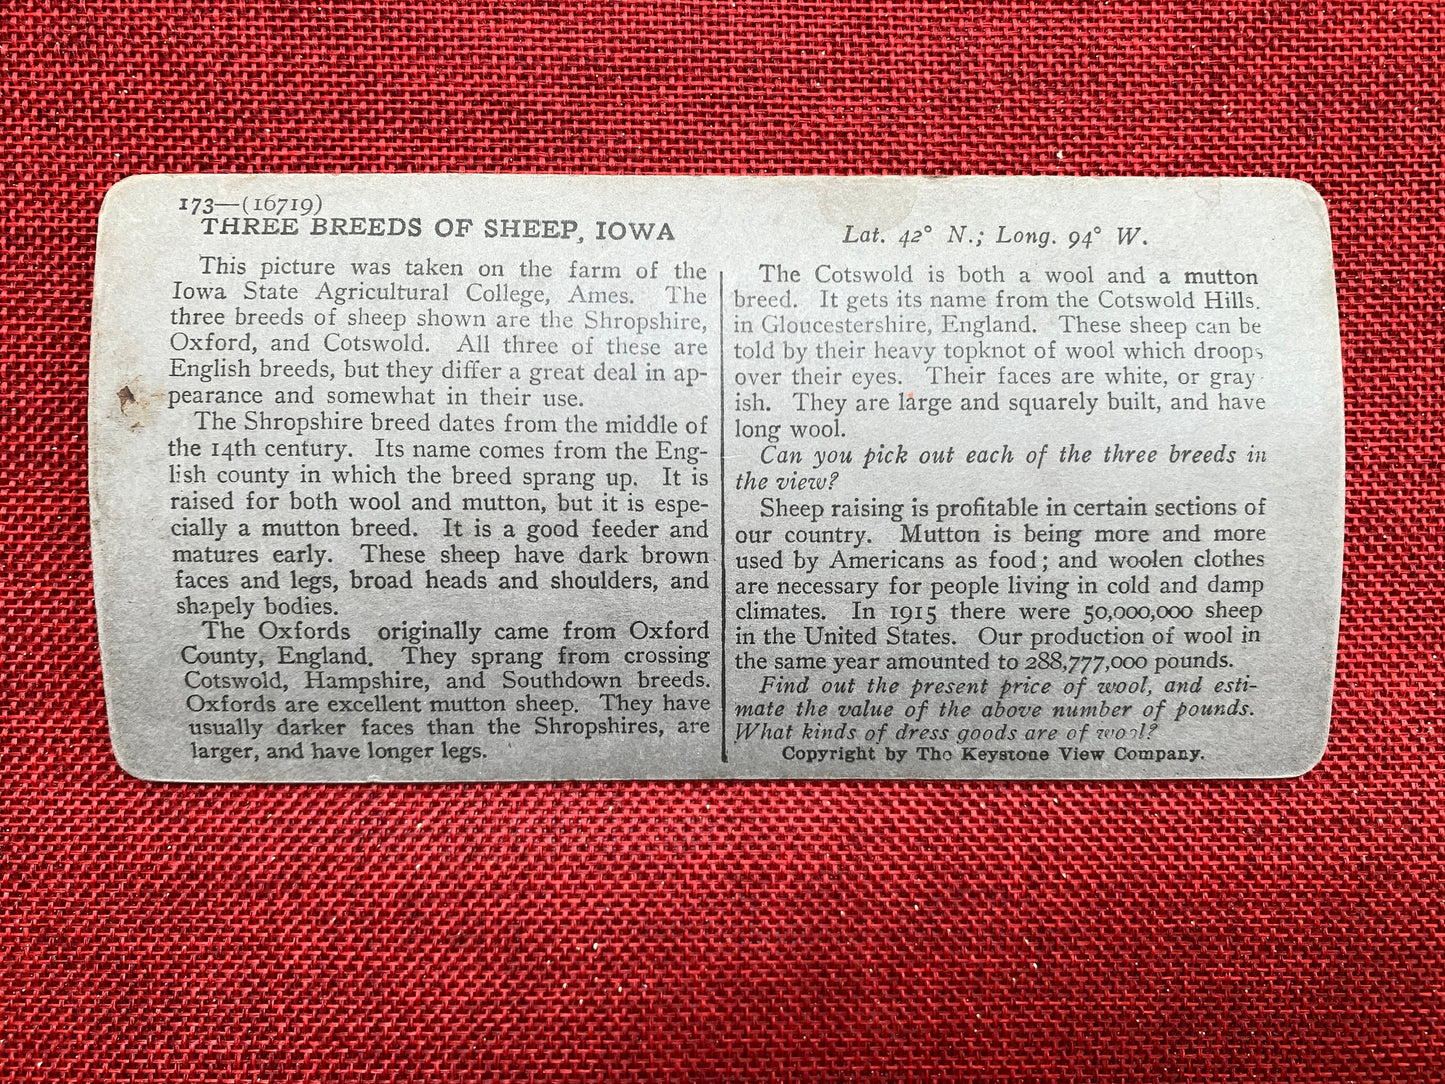 173—(16719)
THREE BREEDS OF SHEEP, IOWA
This picture was taken on the farm of the
Iowa State Agricultural College, Ames. The
three breeds of sheep shown are the Shropshire,
Oxford, and Cotswold. All three of these are
English breeds, but they differ a great deal in ap-
pearance and somewhat in their use.
The Shropshire breed dates from the middle of
the 14th century. Its name comes from the Eng-
lish county in which the breed sprang up. It is
raised for both wool and mutton, but it is espe-
cially a mutton breed. It is a good feeder and
matures early. These sheep have dark brown
faces and legs, broad heads and shoulders, and
shapely bodies.
The Oxfords originally came from Oxford
County, England. They sprang from crossing
Cotswold, Hampshire, and Southdown breeds.
Oxfords are excellent mutton sheep. They have
usually darker faces than the Shropshires, are
larger, and have longer legs.
Lat. 42° N.; Long. 94° W.
The Cotswold is both a wool and a mutton
breed. It gets its name from the Cotswold Hills,
in Gloucestershire, England. These sheep can be
told by their heavy topknot of wool which droops
over their eyes. Their faces are white, or gray-
ish. They are large and squarely built, and have
long wool.
Can you pick out each of the three breeds in
the view?
Sheep raising is profitable in certain sections of
our country. Mutton is being more and more
used by Americans as food; and woolen clothes
are necessary for people living in cold and damp
climates. In 1915 there were 50,000,000 sheep
in the United States. Our production of wool in
the same year amounted to 288,777,000 pounds.
Find out the present price of wool, and esti-
mate the value of the above number of pounds.
What kinds of dress goods are of wool?
Copyright by The Keystone View Company.